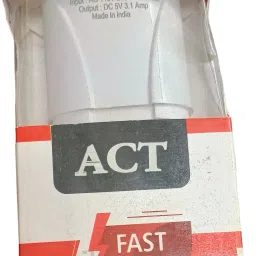 Output : DC 5V 3.1 Amp
Made in India
ACT
FAST